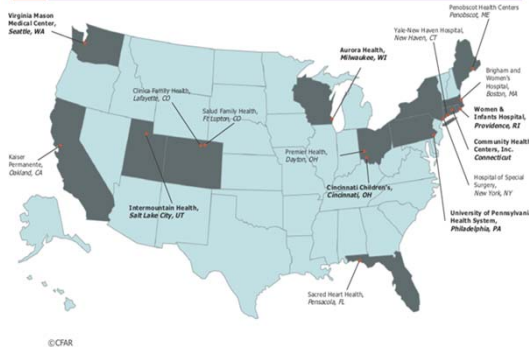 Virginia Mason
Medical Center,
Seattle, WA
Penobscot Health Centers
Penobscot, ME
Yale-New Haven Hospital,
New Haven, CT
Aurora Health,
Milwaukee, WI
Brigham and
Women's
Hospital,
Boston, MA
Clinica Family Health,
Lafayette, CO
Salud Family Health,
Ft Lupton, CO
Women &
Infants Hospital,
Providence, RI
Premier Health,
Dayton, OH
Community Health
Centers, Inc.
Connecticut
Kaiser
Permanente,
Oakland, CA
Hospital of Special
Surgery,
New York, NY
Cincinnati Children's,
Cincinnati, OH
Intermountain Health,
Salt Lake City, UT
University of Pennsylvania
Health System,
Philadelphia, PA
Sacred Heart Health,
Pensacola, FL
©CFAR